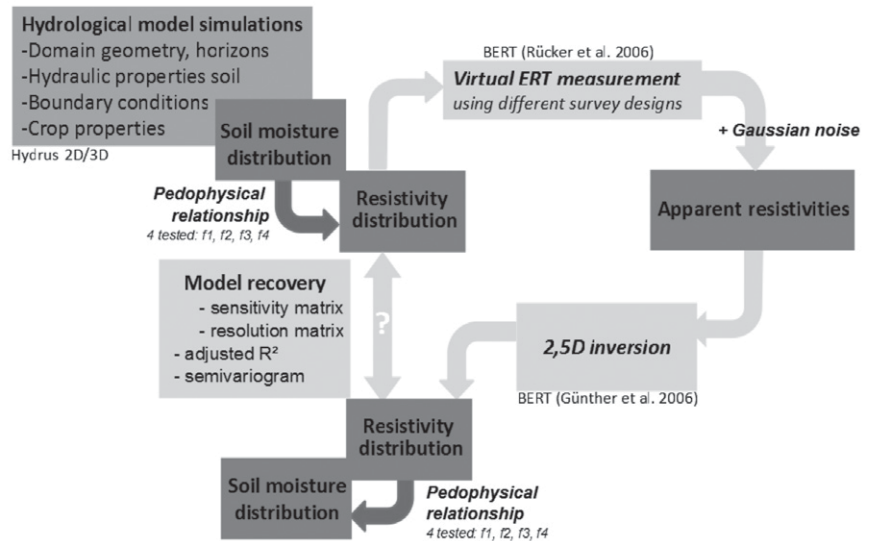 Hydrological model simulations
-Domain geometry, horizons
-Hydraulic properties soil
-Boundary conditions
-Crop properties
Hydrus 2D/3D
Soil moisture
distribution
Pedophysical
relationship
4 tested: f1, f2, f3, f4
Resistivity
distribution
BERT (Rücker et al. 2006)
Virtual ERT measurement
using different survey designs
+ Gaussian noise
Apparent resistivities
Model recovery
- sensitivity matrix
- resolution matrix
- adjusted R²
- semivariogram
?
2,5D inversion
BERT (Günther et al. 2006)
Resistivity
distribution
Soil moisture
distribution
Pedophysical
relationship
4 tested: f1, f2, f3, f4